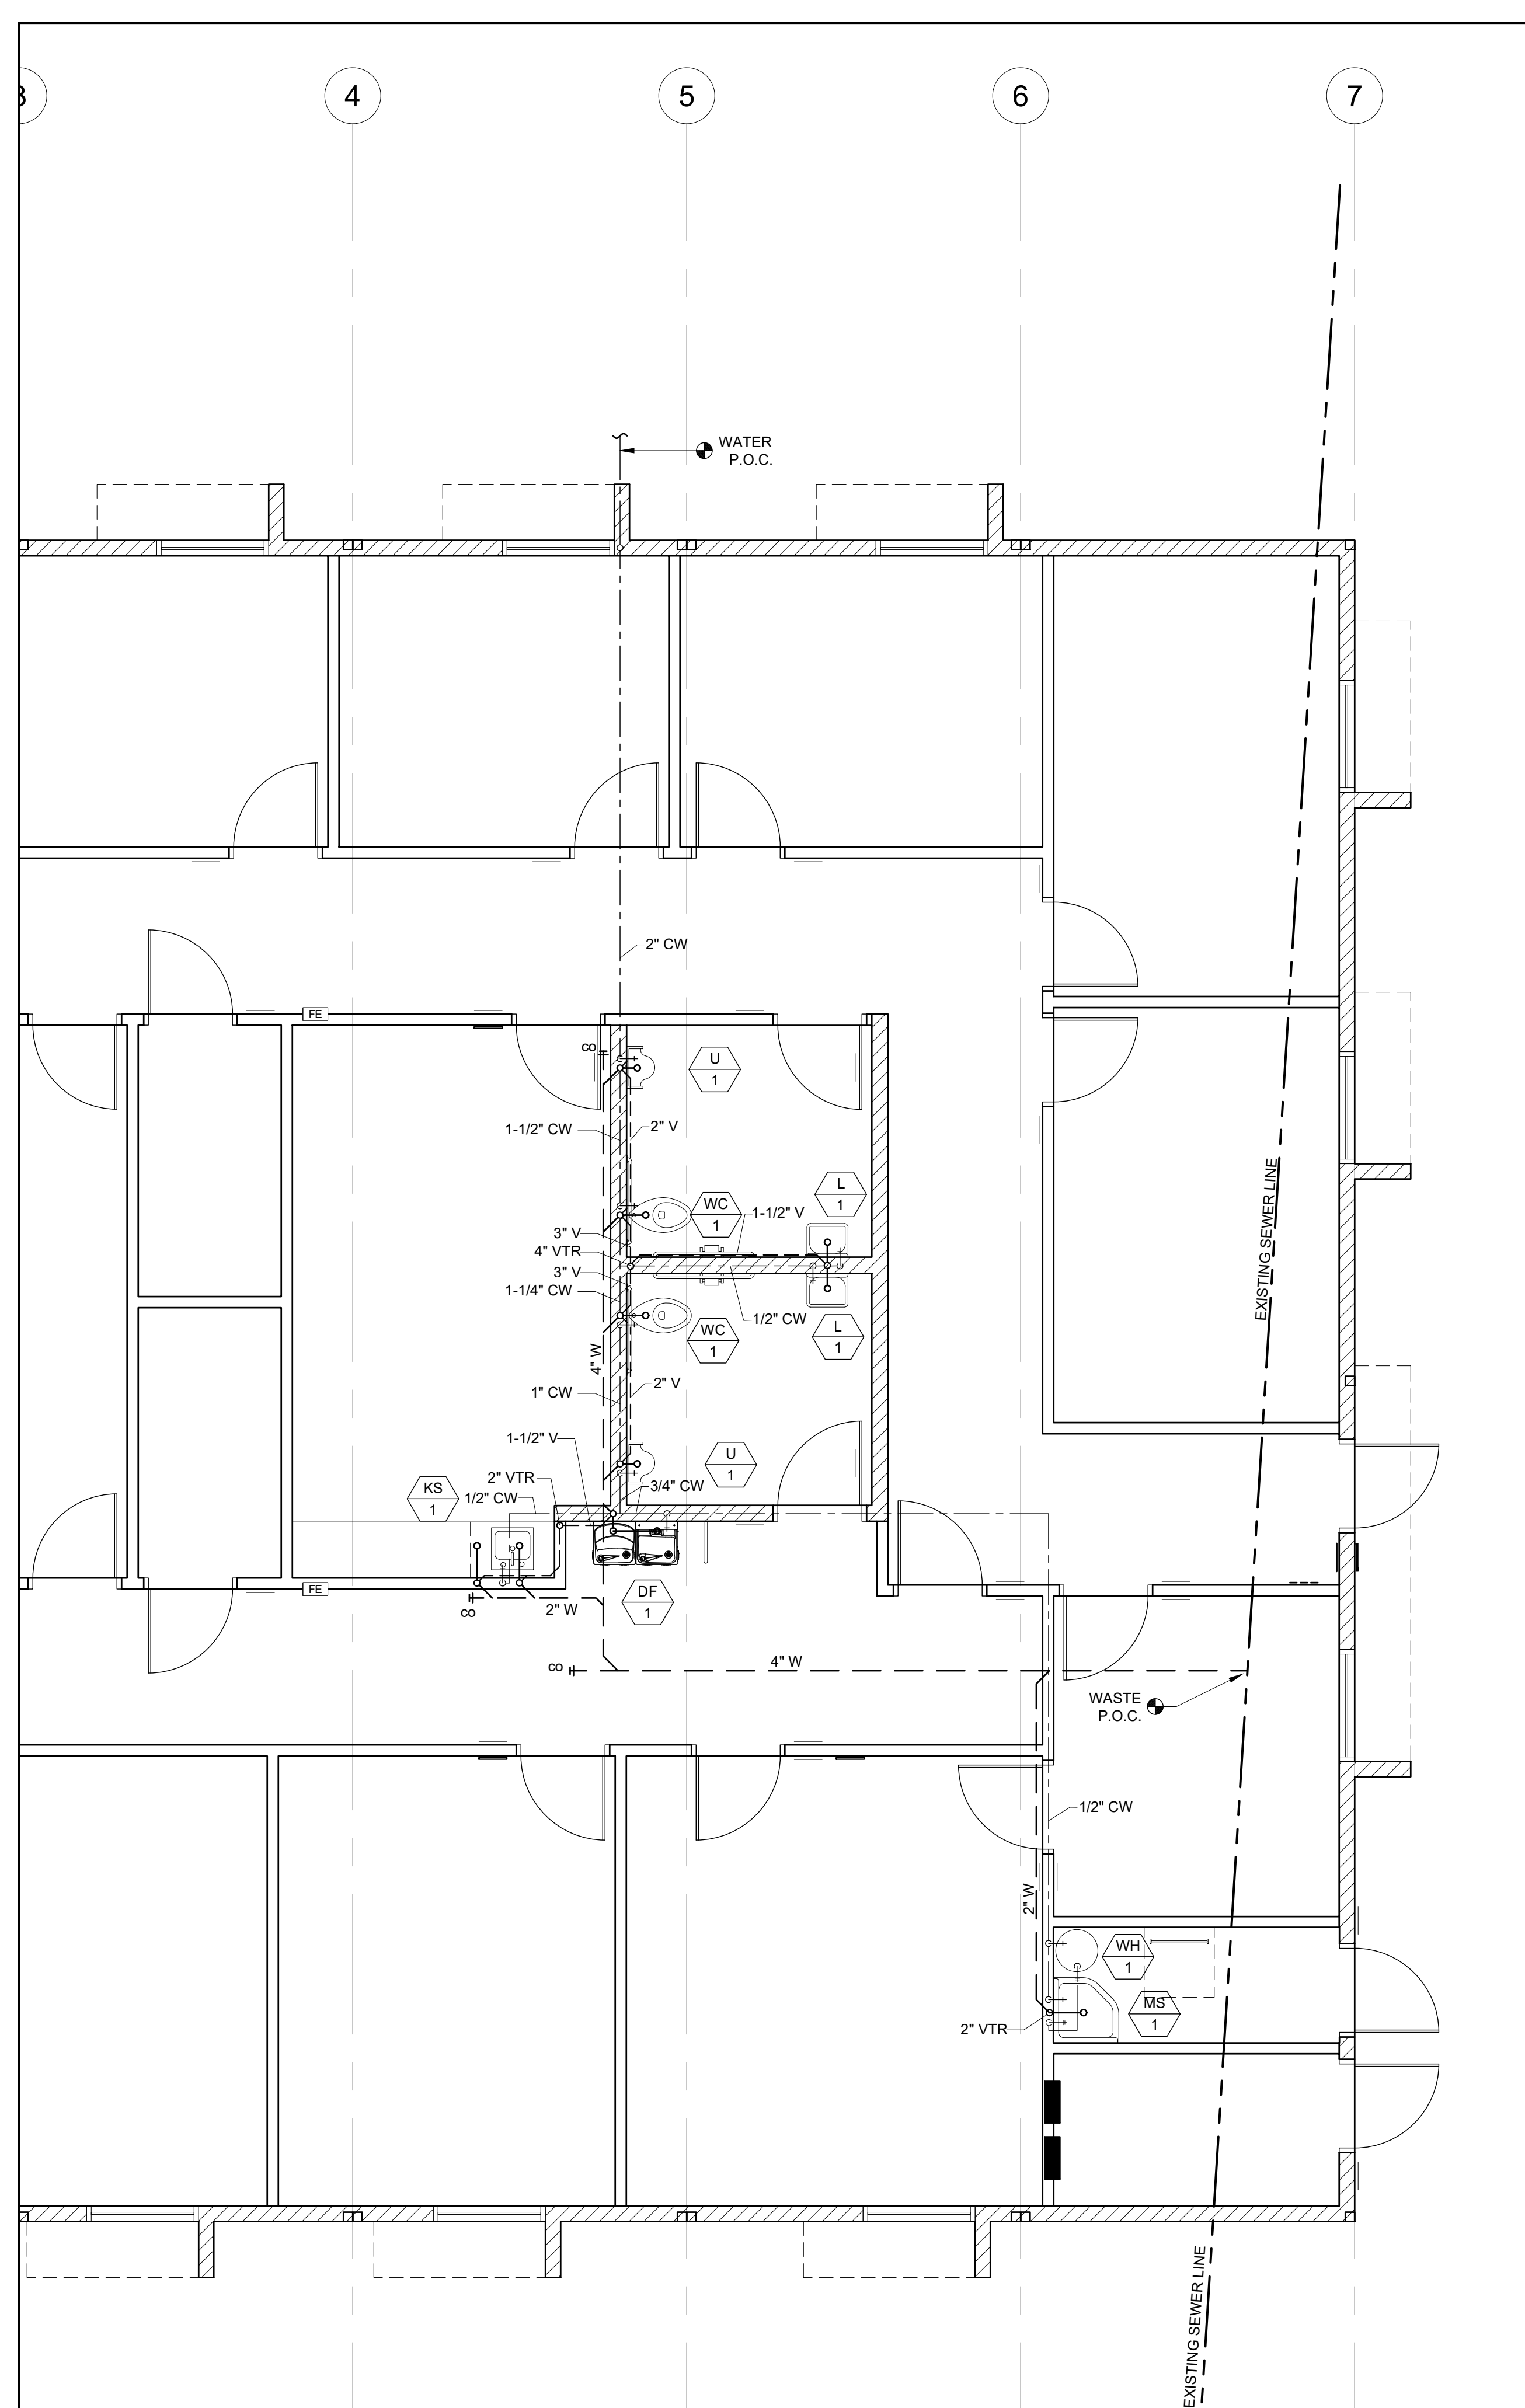 3
4
5
6
7
WATER
P.O.C.
2" CW
FE
CO
U
1
1-1/2" CW
2" V
L
1
WC
1
1-1/2" V
3" V
4" VTR
3" V
1-1/4" CW
1/2" CW
WC
1
L
1
4" W
1" CW
2" V
EXISTING SEWER LINE
1-1/2" V
U
1
2" VTR
KS
1
1/2" CW
3/4" CW
FE
CO
2" W
DF
1
CO
4" W
WASTE
P.O.C.
1/2" CW
2" W
WH
1
MS
1
2" VTR
EXISTING SEWER LINE